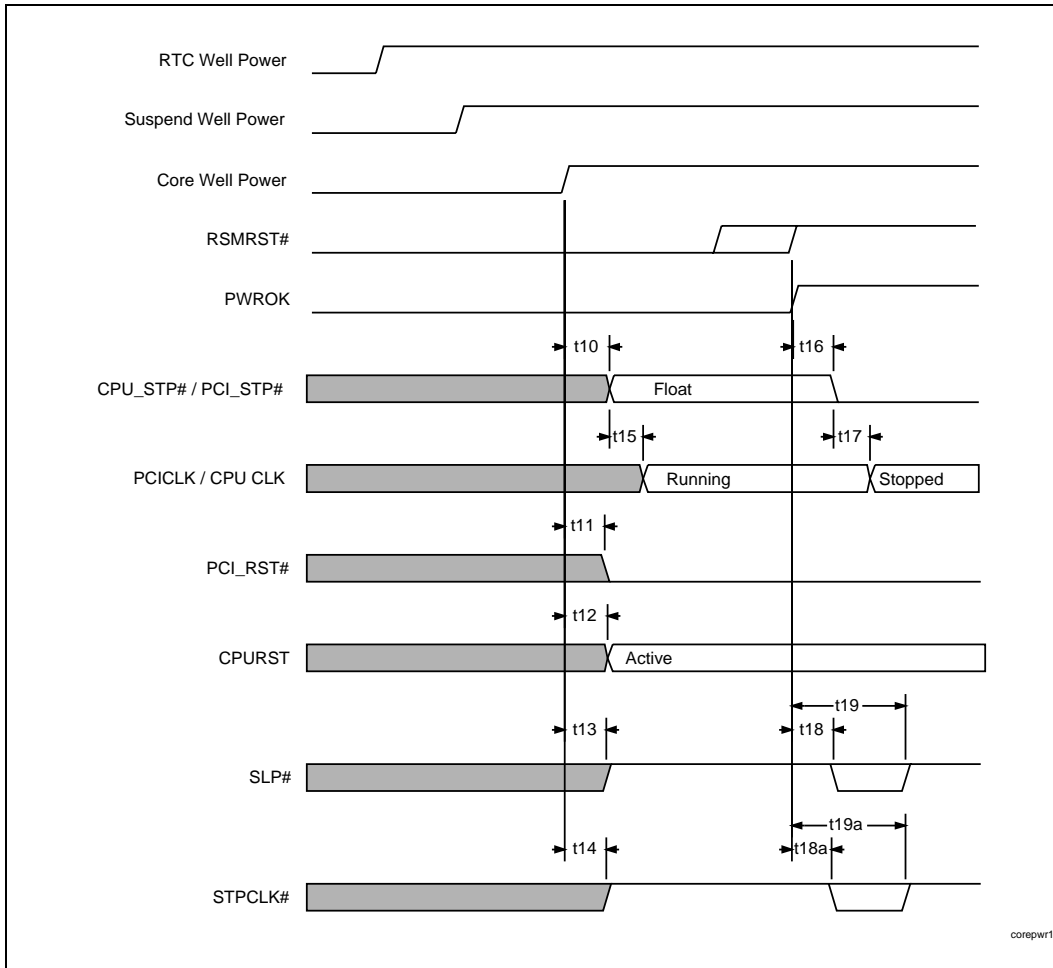 RTC Well Power
Suspend Well Power
Core Well Power
RSMRST#
PWROK
t10
t16
CPU_STP# / PCI_STP#
Float
t15
t17
PCICLK / CPU CLK
Running
Stopped
t11
PCI_RST#
t12
CPURST
Active
t19
t13
t18
SLP#
t19a
t14
t18a
STPCLK#
corepwr1